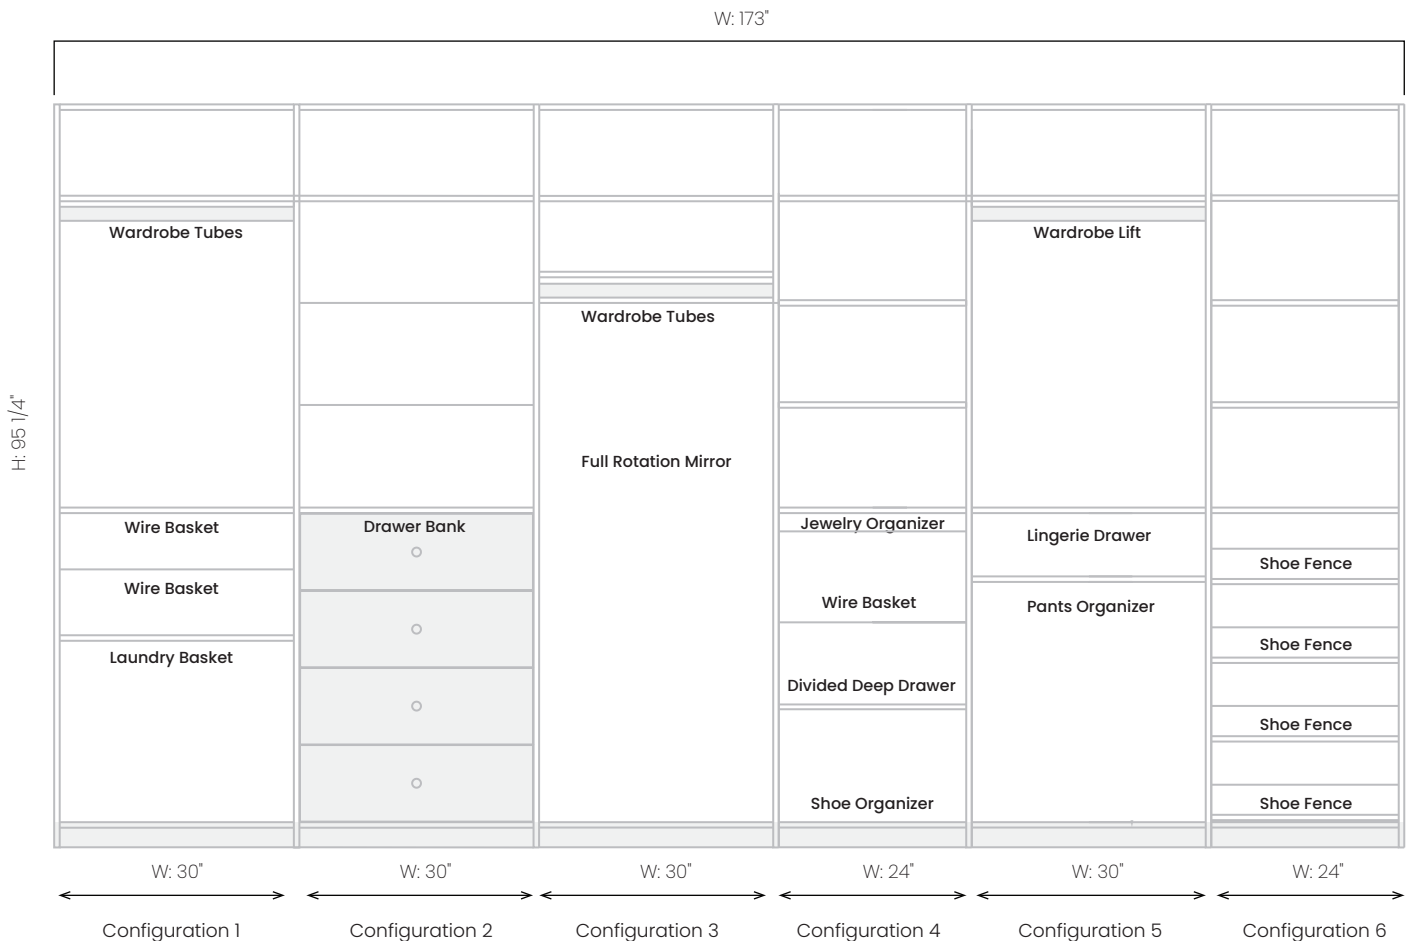 W: 173"
H: 95 1/4"
Wardrobe Tubes
Wire Basket
Wire Basket
Laundry Basket
Drawer Bank
Wardrobe Tubes
Full Rotation Mirror
Jewelry Organizer
Wire Basket
Divided Deep Drawer
Shoe Organizer
Wardrobe Lift
Lingerie Drawer
Pants Organizer
Shoe Fence
Shoe Fence
Shoe Fence
Shoe Fence
W: 30"
W: 30"
W: 30"
W: 24"
W: 30"
W: 24"
Configuration 1
Configuration 2
Configuration 3
Configuration 4
Configuration 5
Configuration 6